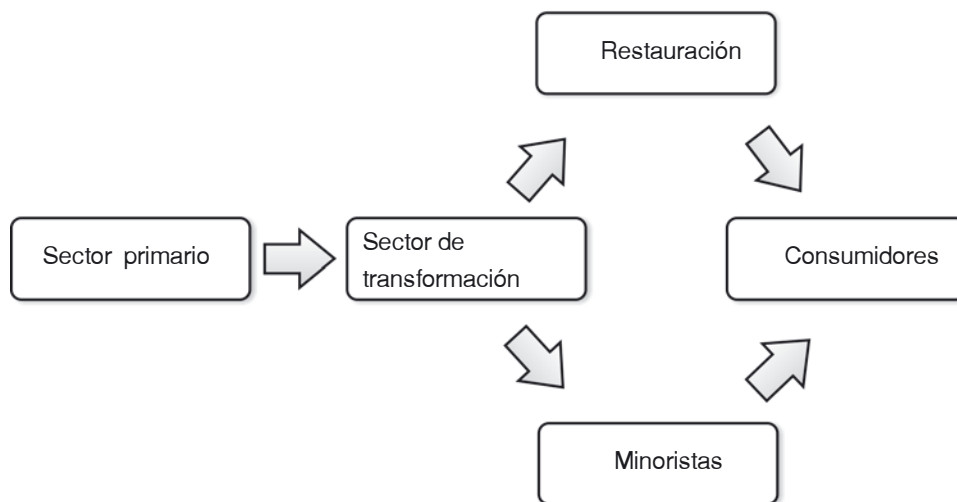 Restauración
Sector primario
Sector de
transformación
Consumidores
Minoristas